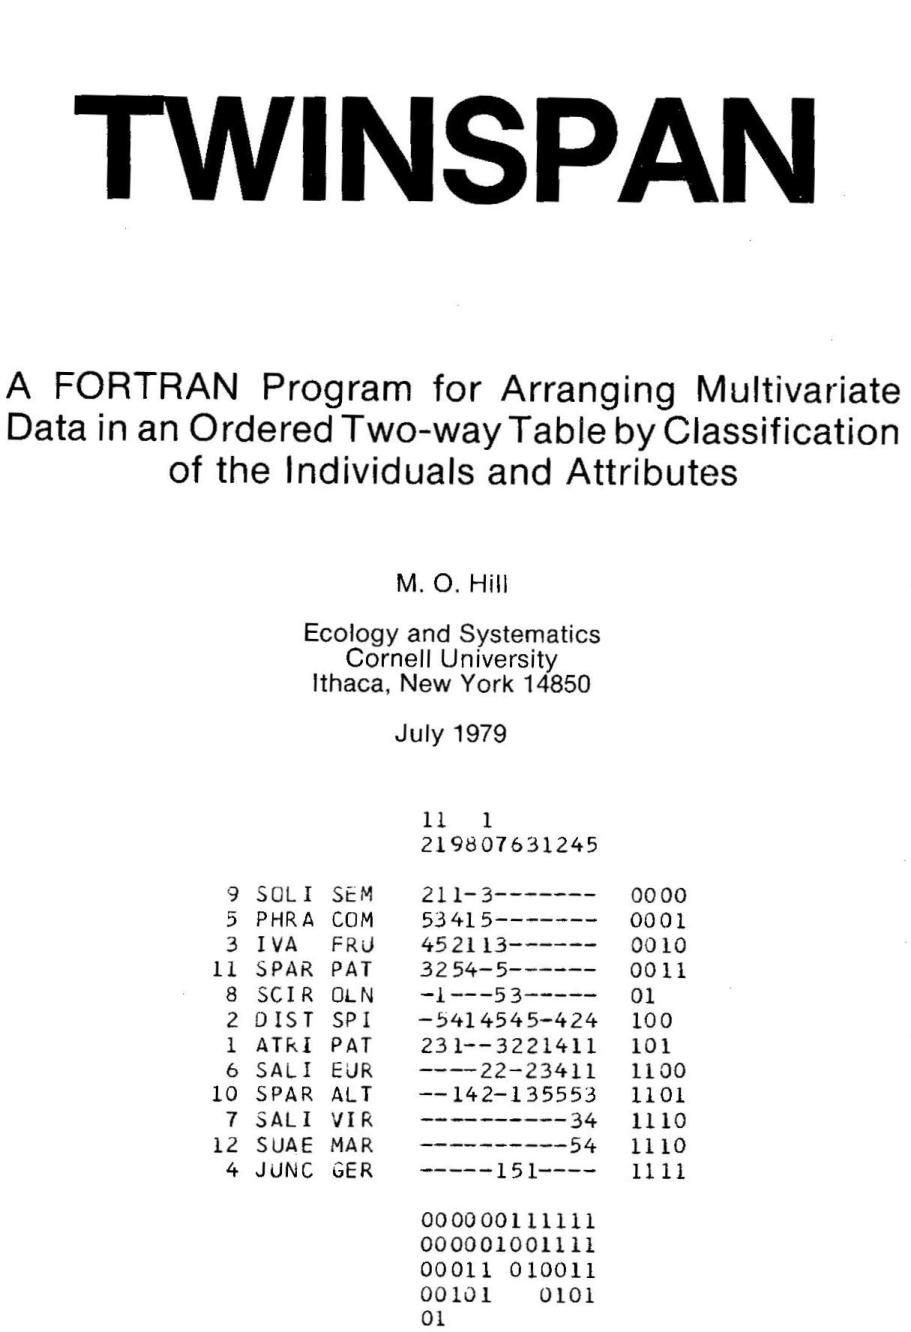 TWINSPAN
A FORTRAN Program for Arranging Multivariate
Data in an Ordered Two-way Table by Classification
of the Individuals and Attributes
M. O. Hill
Ecology and Systematics
Cornell University
Ithaca, New York 14850
July 1979
11  1
219807631245
9 SOLI SEM 211-3------- 0000
5 PHRA COM 53415------- 0001
3 IVA  FRU 452113------ 0010
11 SPAR PAT 3254-5------ 0011
8 SCIR OLN -1---53----- 01
2 DIST SPI -5414545-424 100
1 ATRI PAT 231--3221411 101
6 SALI EUR ----22-23411 1100
10 SPAR ALT --142-135553 1101
7 SALI VIR ----------34 1110
12 SUAE MAR ----------54 1110
4 JUNC GER -----151---- 1111
000000111111
000001001111
00011 010011
00101   0101
01